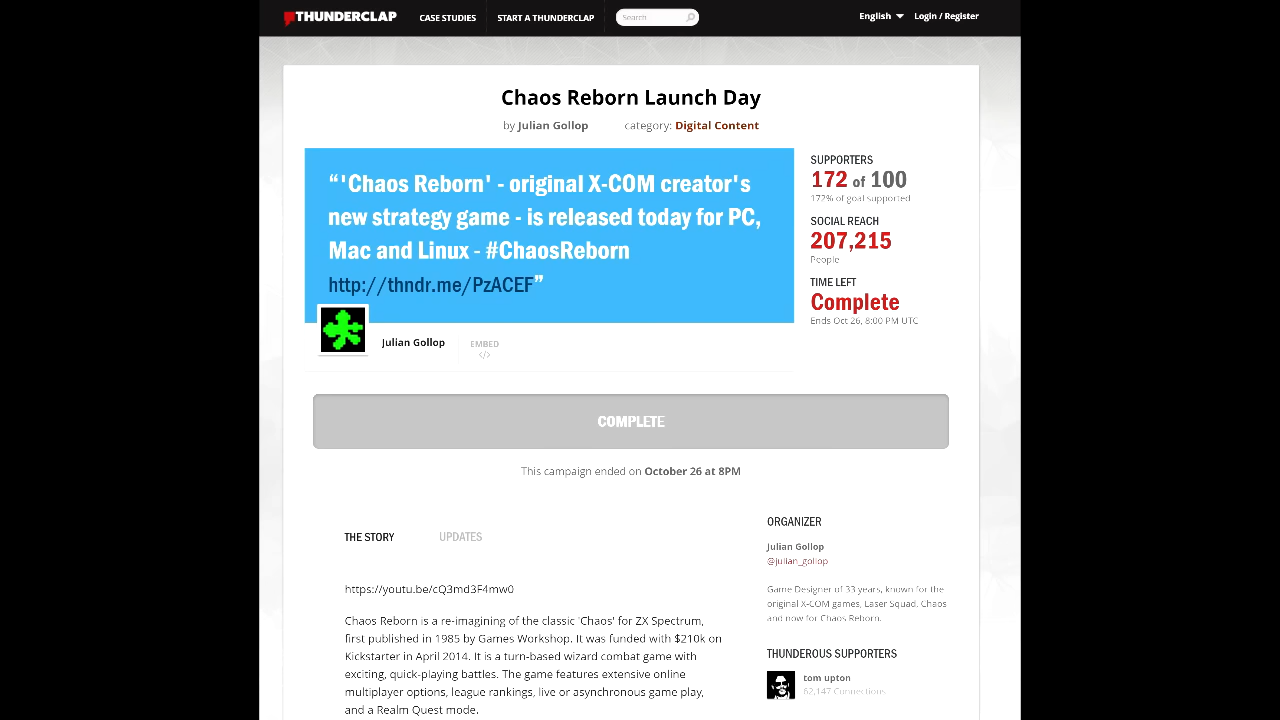 THUNDERCLAP
CASE STUDIES
START A THUNDERCLAP
Search
English
Login / Register
Chaos Reborn Launch Day
by Julian Gollop
category: Digital Content
“'Chaos Reborn' - original X-COM creator's
new strategy game - is released today for PC,
Mac and Linux - #ChaosReborn
http://thndr.me/PzACEF”
Julian Gollop
EMBED
</>
SUPPORTERS
172 of 100
172% of goal supported
SOCIAL REACH
207,215
People
TIME LEFT
Complete
Ends Oct 26, 8:00 PM UTC
COMPLETE
This campaign ended on October 26 at 8PM
THE STORY
UPDATES
https://youtu.be/cQ3md3F4mw0
Chaos Reborn is a re-imagining of the classic 'Chaos' for ZX Spectrum,
first published in 1985 by Games Workshop. It was funded with $210k on
Kickstarter in April 2014. It is a turn-based wizard combat game with
exciting, quick-playing battles. The game features extensive online
multiplayer options, league rankings, live or asynchronous game play,
and a Realm Quest mode.
ORGANIZER
Julian Gollop
@julian_gollop
Game Designer of 33 years, known for the
original X-COM games, Laser Squad. Chaos
and now for Chaos Reborn.
THUNDEROUS SUPPORTERS
tom upton
62,147 Connections